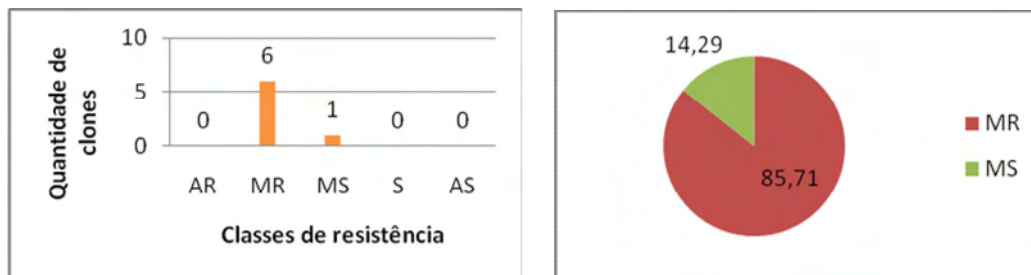 Quantidade de
clones
10
5
0
0
6
1
0
0
AR MR MS S AS
Classes de resistência
14,29
85,71
MR
MS